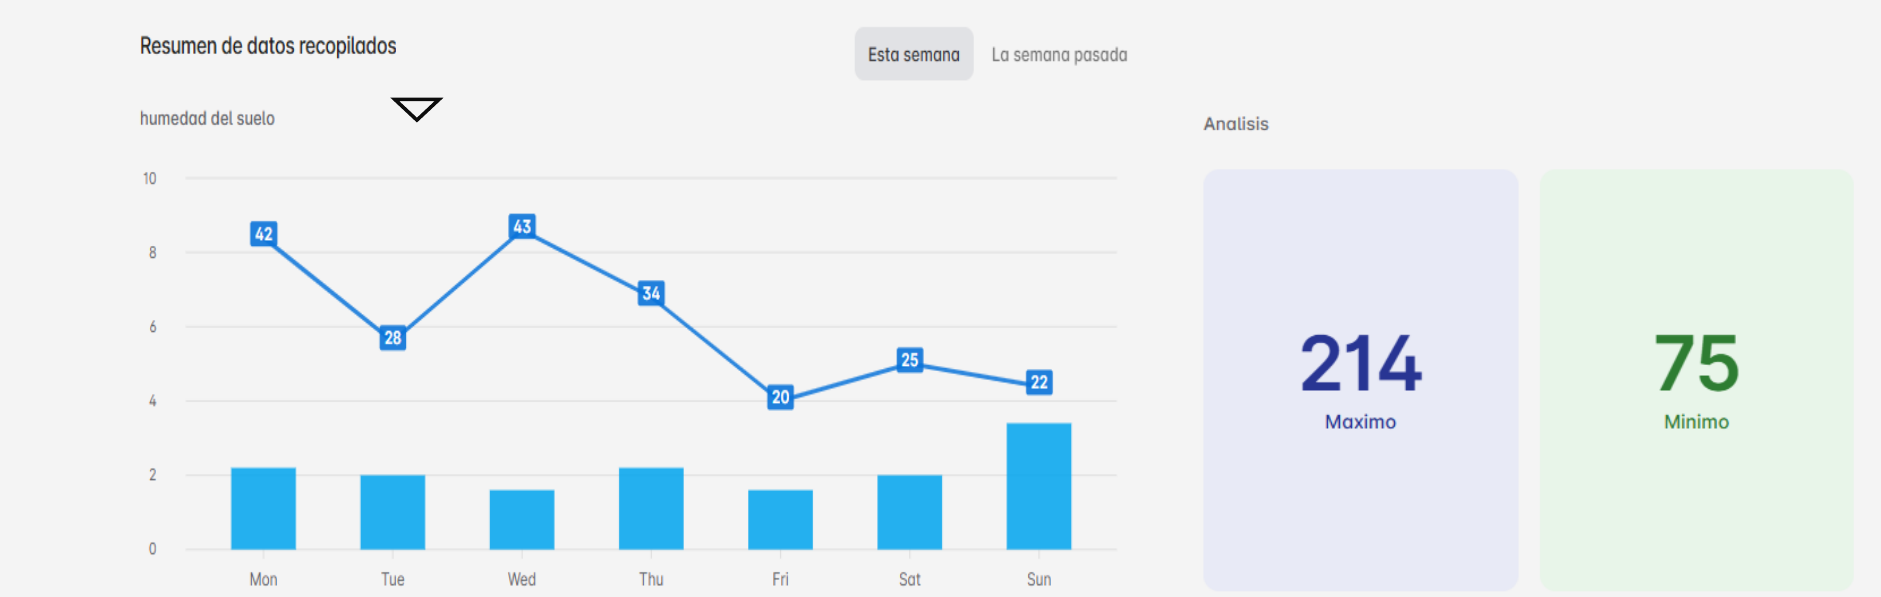 Resumen de datos recopilados
Esta semana
La semana pasada
humedad del suelo
10
8
6
4
2
0
42
28
43
34
20
25
22
Mon
Tue
Wed
Thu
Fri
Sat
Sun
Analisis
214
Maximo
75
Minimo